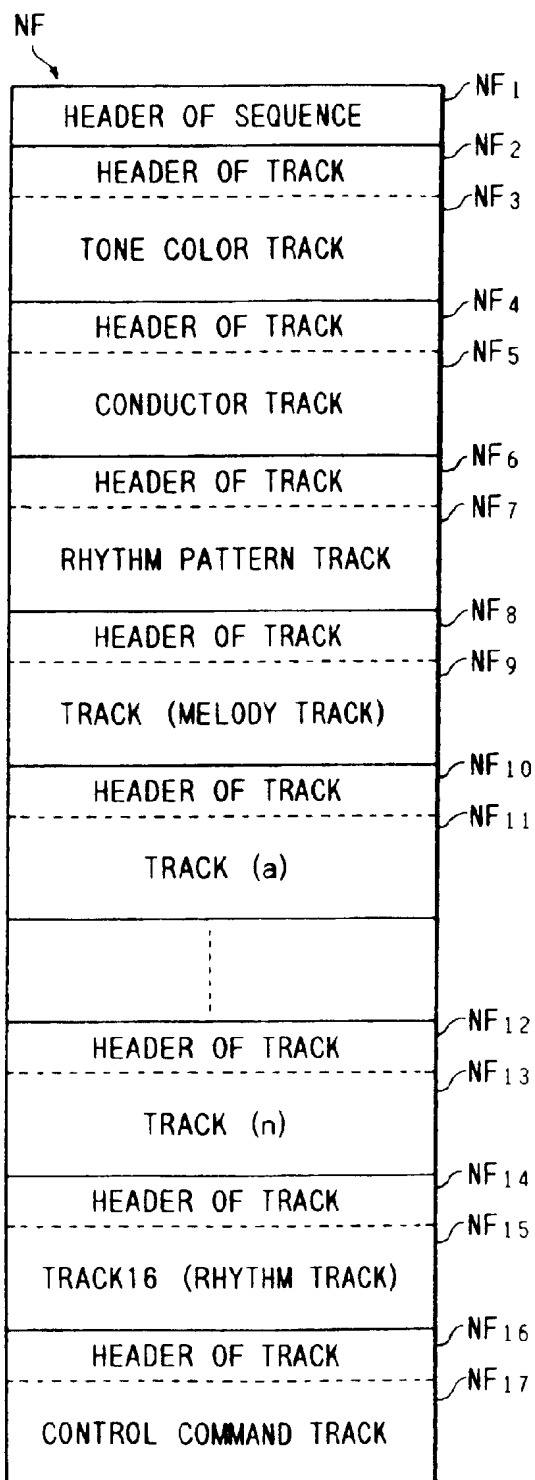 NF
HEADER OF SEQUENCE NF1
HEADER OF TRACK NF2
TONE COLOR TRACK NF3
HEADER OF TRACK NF4
CONDUCTOR TRACK NF5
HEADER OF TRACK NF6
RHYTHM PATTERN TRACK NF7
HEADER OF TRACK NF8
TRACK (MELODY TRACK) NF9
HEADER OF TRACK NF10
TRACK (a) NF11
HEADER OF TRACK NF12
TRACK (n) NF13
HEADER OF TRACK NF14
TRACK16 (RHYTHM TRACK) NF15
HEADER OF TRACK NF16
CONTROL COMMAND TRACK NF17